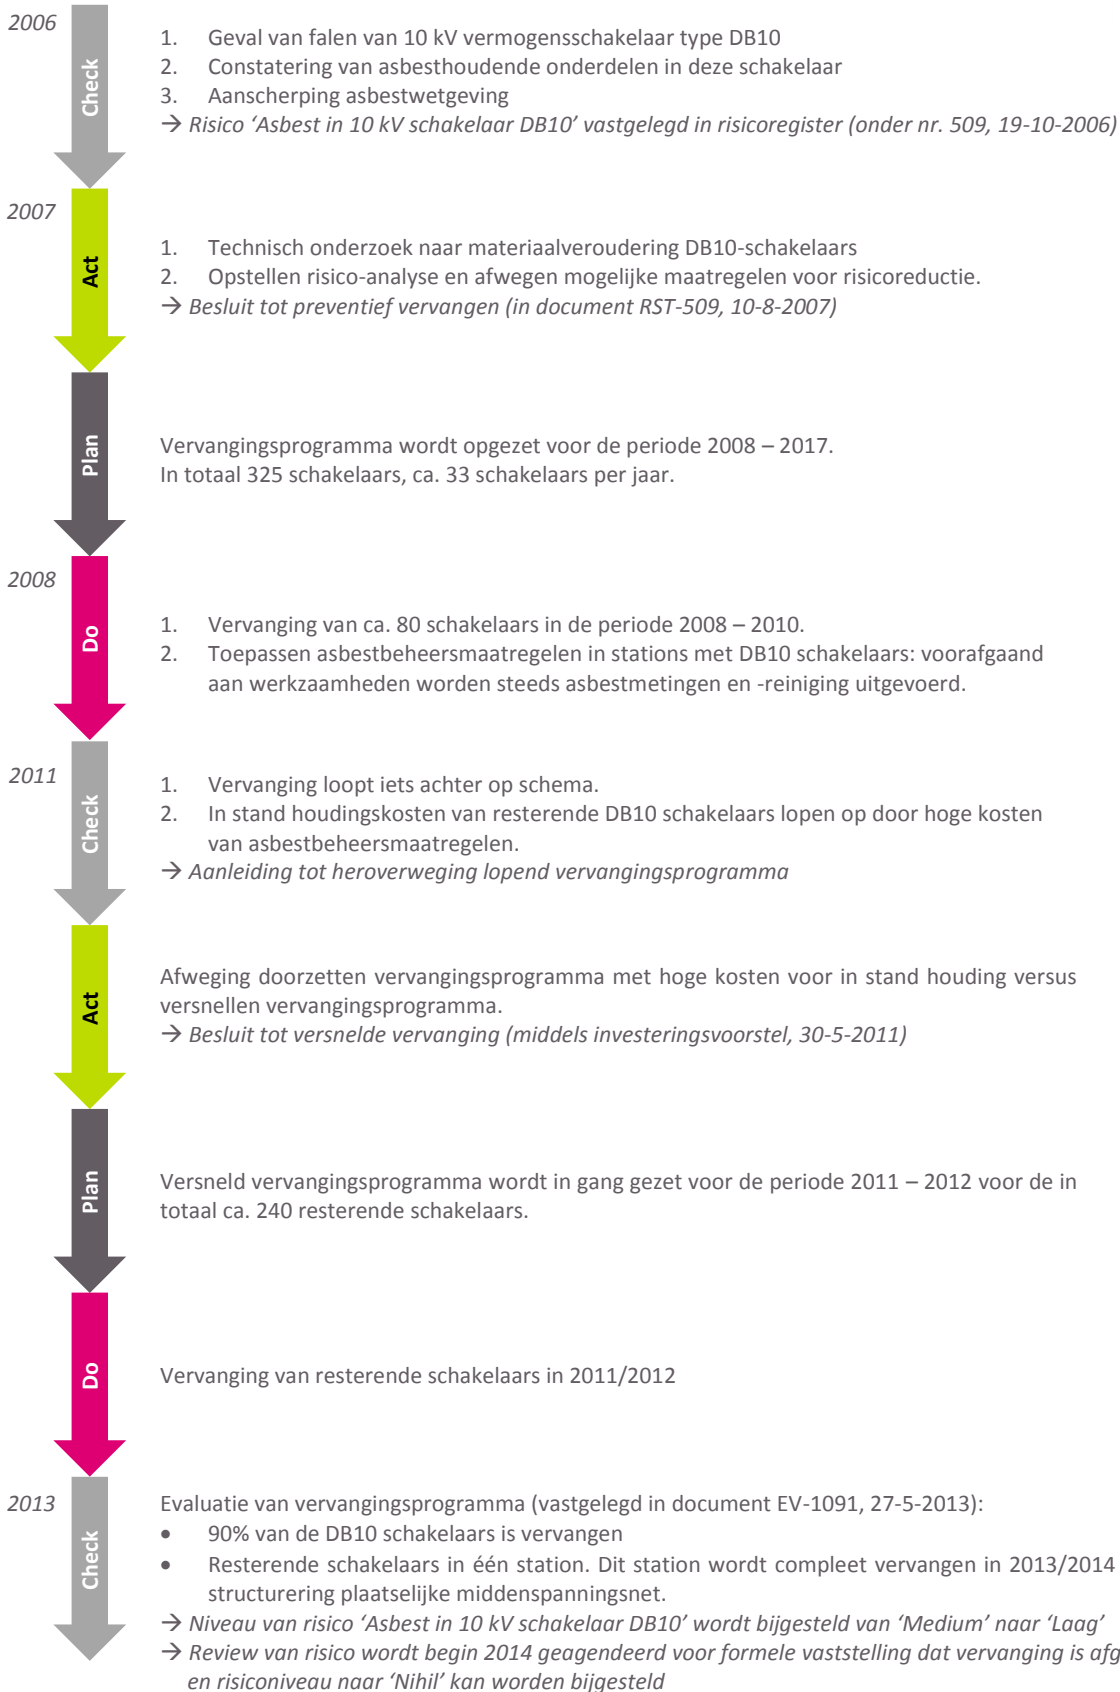 2006
Check
1. Geval van falen van 10 kV vermogensschakelaar type DB10
2. Constatering van asbesthoudende onderdelen in deze schakelaar
3. Aanscherping asbestwetgeving
→ Risico ‘Asbest in 10 kV schakelaar DB10’ vastgelegd in risicoregister (onder nr. 509, 19-10-2006)
2007
Act
1. Technisch onderzoek naar materiaalveroudering DB10-schakelaars
2. Opstellen risico-analyse en afwegen mogelijke maatregelen voor risicoreductie.
→ Besluit tot preventief vervangen (in document RST-509, 10-8-2007)
Plan
Vervangingsprogramma wordt opgezet voor de periode 2008 – 2017.
In totaal 325 schakelaars, ca. 33 schakelaars per jaar.
2008
Do
1. Vervanging van ca. 80 schakelaars in de periode 2008 – 2010.
2. Toepassen asbestbeheersmaatregelen in stations met DB10 schakelaars: voorafgaand
aan werkzaamheden worden steeds asbestmetingen en -reiniging uitgevoerd.
2011
Check
1. Vervanging loopt iets achter op schema.
2. In stand houdingskosten van resterende DB10 schakelaars lopen op door hoge kosten
van asbestbeheersmaatregelen.
→ Aanleiding tot heroverweging lopend vervangingsprogramma
Act
Afweging doorzetten vervangingsprogramma met hoge kosten voor in stand houding versus
versnellen vervangingsprogramma.
→ Besluit tot versnelde vervanging (middels investeringsvoorstel, 30-5-2011)
Plan
Versneld vervangingsprogramma wordt in gang gezet voor de periode 2011 – 2012 voor de in
totaal ca. 240 resterende schakelaars.
Do
Vervanging van resterende schakelaars in 2011/2012
2013
Check
Evaluatie van vervangingsprogramma (vastgelegd in document EV-1091, 27-5-2013):
• 90% van de DB10 schakelaars is vervangen
• Resterende schakelaars in één station. Dit station wordt compleet vervangen in 2013/2014
structurering plaatselijke middenspanningsnet.
→ Niveau van risico ‘Asbest in 10 kV schakelaar DB10’ wordt bijgesteld van ‘Medium’ naar ‘Laag’
→ Review van risico wordt begin 2014 geagendeerd voor formele vaststelling dat vervanging is afg
en risiconiveau naar ‘Nihil’ kan worden bijgesteld